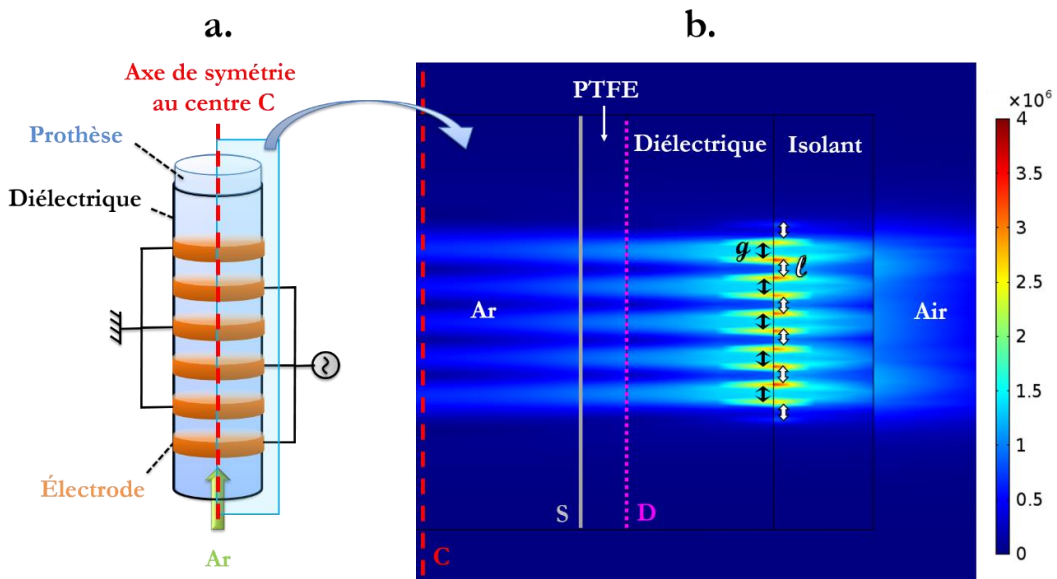 a.
Axe de symétrie
au centre C
Prothèse
Diélectrique
Électrode
Ar
b.
PTFE
Diélectrique
Isolant
g
ℓ
Ar
Air
S
D
C
×10⁶
4
3.5
3
2.5
2
1.5
1
0.5
0